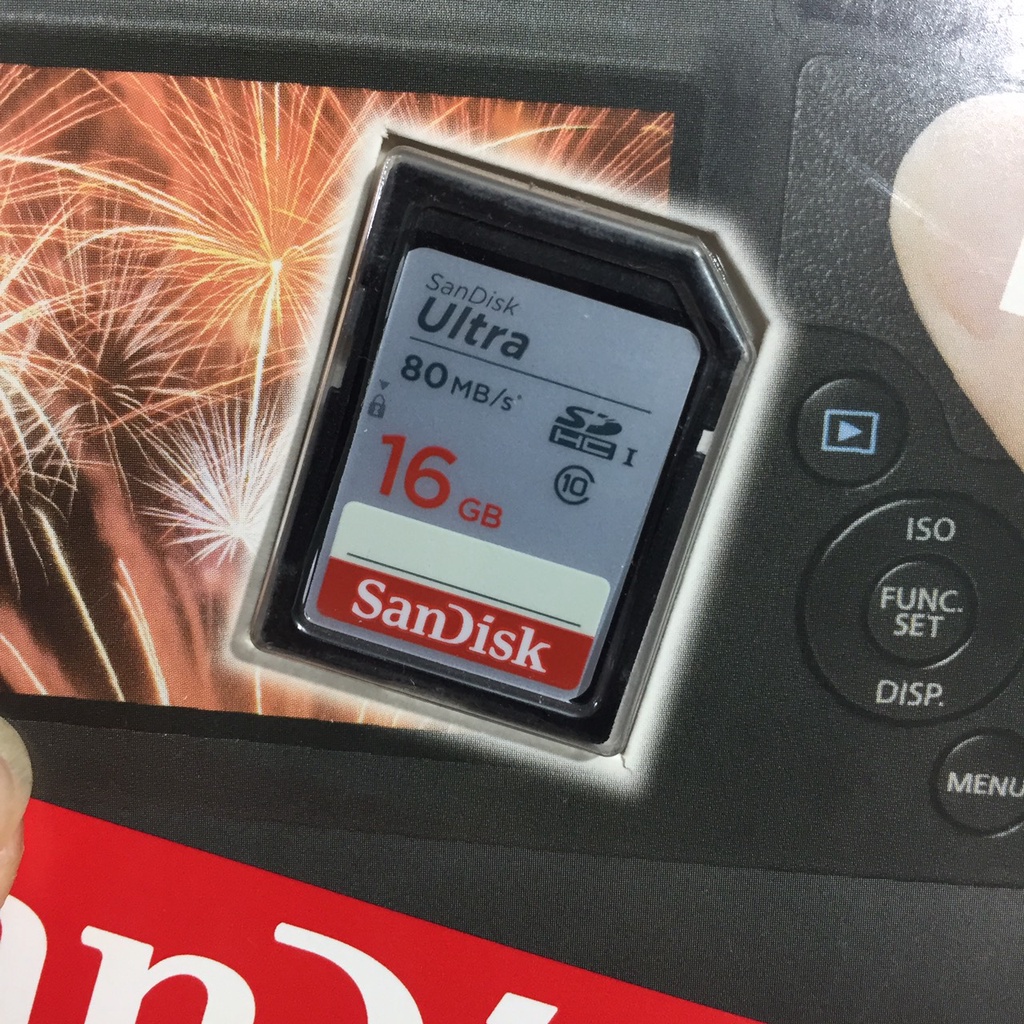 SanDisk
Ultra
80 MB/s*
SD
HC I
10
16 GB
SanDisk
ISO
FUNC.
SET
DISP.
MENU